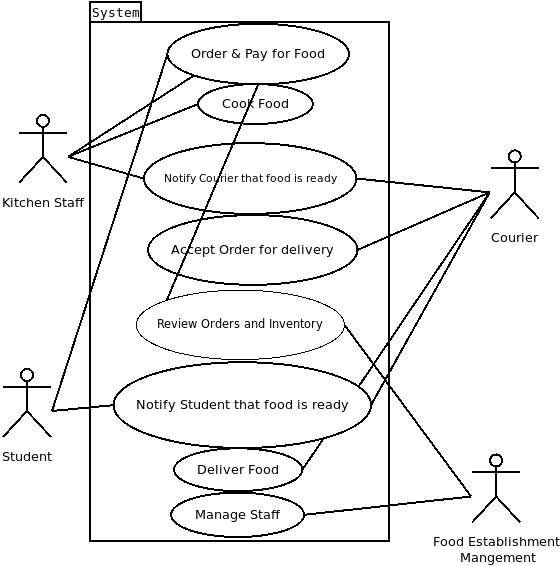 System
Order & Pay for Food
Cook Food
Kitchen Staff
Notify Courier that food is ready
Courier
Accept Order for delivery
Review Orders and Inventory
Notify Student that food is ready
Student
Deliver Food
Manage Staff
Food Establishment
Mangement